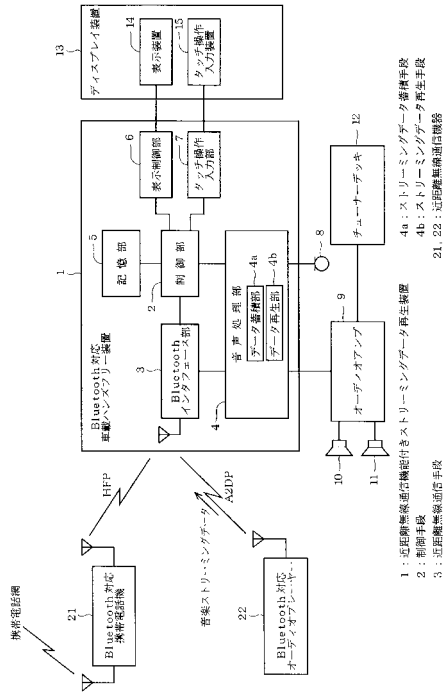 携帯電話網
21
Bluetooth対応
携帯電話機
HFP
音楽ストリーミングデータ
A2DP
Bluetooth対応
オーディオプレーヤー
22
1
Bluetooth対応
車載ハンズフリー装置
3
Bluetooth
インタフェース部
5
記憶部
2
制御部
6
表示制御部
7
タッチ操作
入力部
4
音声処理部
データ蓄積部
4a
データ再生部
4b
8
13
ディスプレイ装置
14
表示装置
15
タッチ操作
入力装置
9
オーディオアンプ
10
11
12
チューナーデッキ
1：近距離無線通信機能付きストリーミングデータ再生装置
2：制御手段
3：近距離無線通信手段
4a：ストリーミングデータ蓄積手段
4b：ストリーミングデータ再生手段
21, 22：近距離無線通信機器